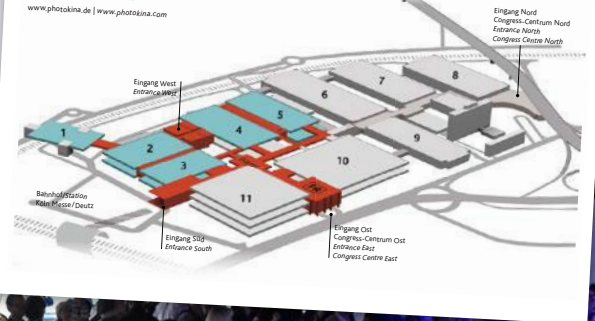 www.photokina.de | www.photokina.com
Eingang Nord
Congress-Centrum Nord
Entrance North
Congress Centre North
Eingang West
Entrance West
8
7
6
5
1
4
2
9
3
10
11
Bahnhof/station
Köln Messe/Deutz
Eingang Süd
Entrance South
Eingang Ost
Congress-Centrum Ost
Entrance East
Congress Centre East